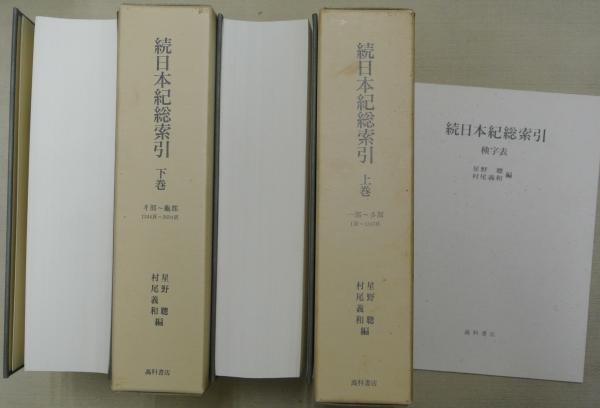 続日本紀総索引
下巻
星野聰
村尾義和編
高科書店
続日本紀総索引
上巻
星野聰
村尾義和編
高科書店
続日本紀総索引
検字表
星野聰
村尾義和
編
高科書店